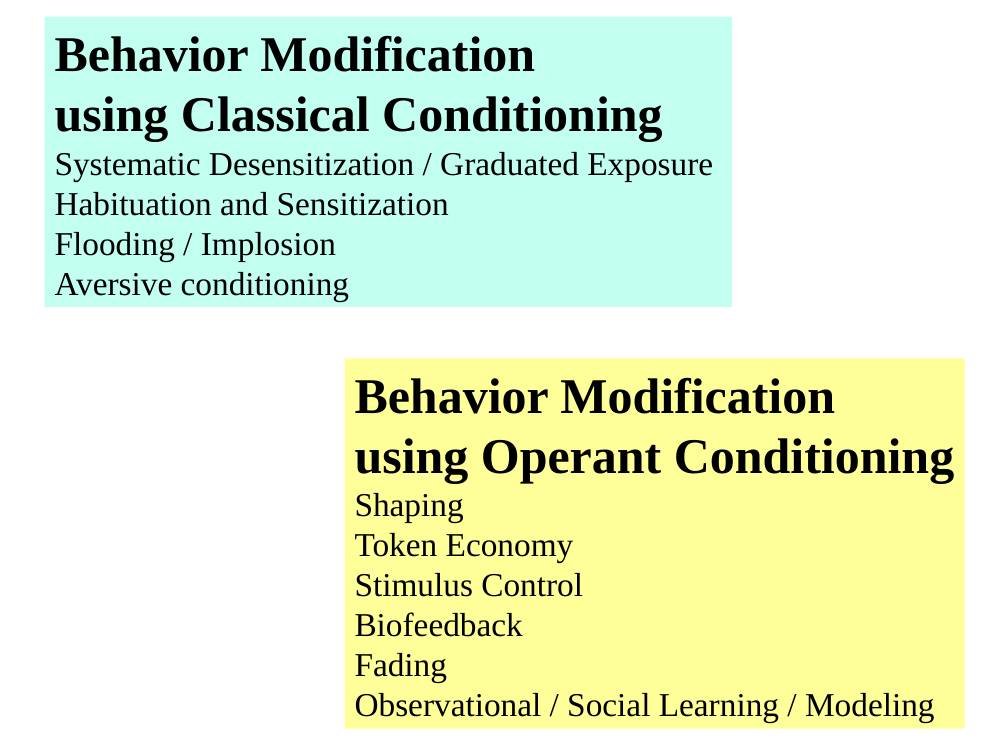 Behavior Modification
using Classical Conditioning
Systematic Desensitization / Graduated Exposure
Habituation and Sensitization
Flooding / Implosion
Aversive conditioning
Behavior Modification
using Operant Conditioning
Shaping
Token Economy
Stimulus Control
Biofeedback
Fading
Observational / Social Learning / Modeling